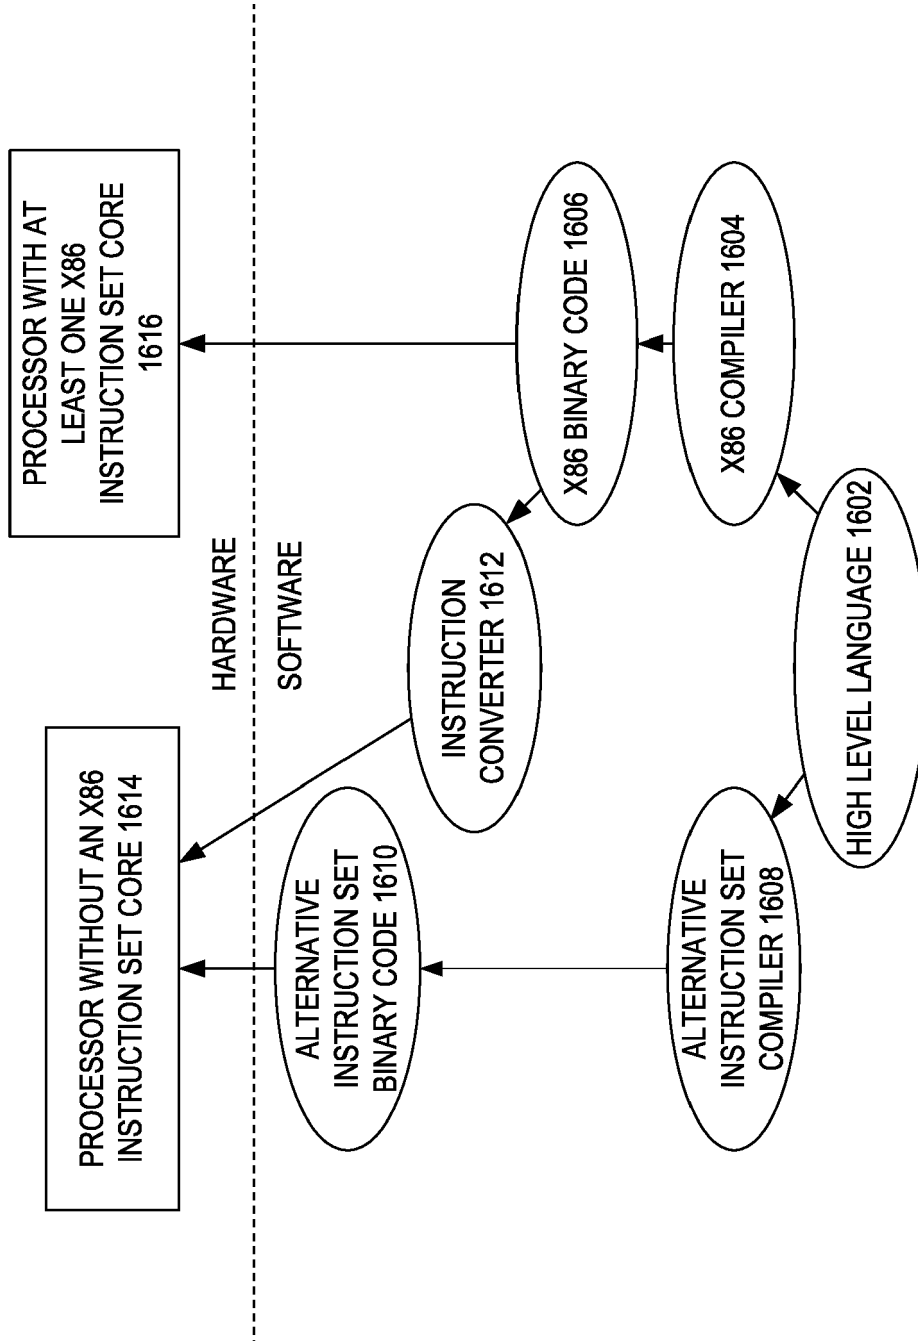 PROCESSOR WITHOUT AN X86
INSTRUCTION SET CORE 1614
PROCESSOR WITH AT
LEAST ONE X86
INSTRUCTION SET CORE
1616
HARDWARE
SOFTWARE
ALTERNATIVE
INSTRUCTION SET
BINARY CODE 1610
INSTRUCTION
CONVERTER 1612
X86 BINARY CODE 1606
ALTERNATIVE
INSTRUCTION SET
COMPILER 1608
X86 COMPILER 1604
HIGH LEVEL LANGUAGE 1602